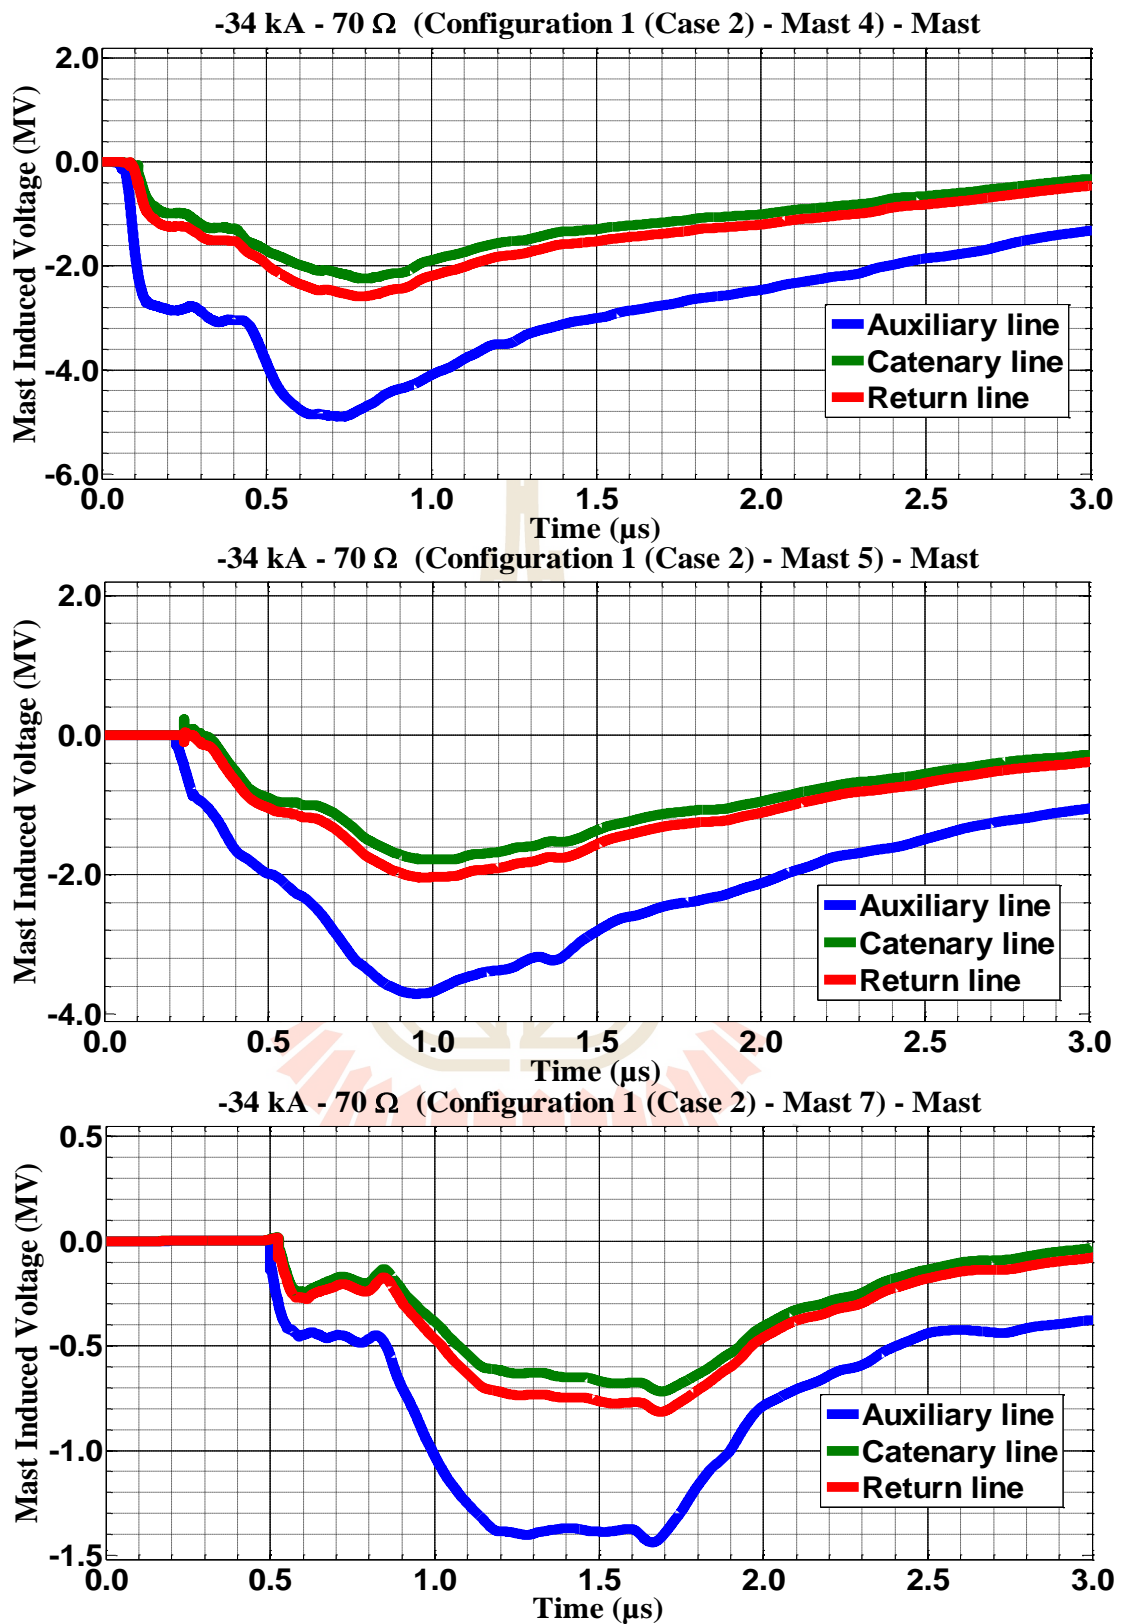 -34 kA - 70 Ω (Configuration 1 (Case 2) - Mast 4) - Mast
Mast Induced Voltage (MV)
2.0
0.0
-2.0
-4.0
-6.0
Auxiliary line
Catenary line
Return line
0.0 0.5 1.0 1.5 2.0 2.5 3.0
Time (µs)
-34 kA - 70 Ω (Configuration 1 (Case 2) - Mast 5) - Mast
Mast Induced Voltage (MV)
2.0
0.0
-2.0
-4.0
Auxiliary line
Catenary line
Return line
0.0 0.5 1.0 1.5 2.0 2.5 3.0
Time (µs)
-34 kA - 70 Ω (Configuration 1 (Case 2) - Mast 7) - Mast
Mast Induced Voltage (MV)
0.5
0.0
-0.5
-1.0
-1.5
Auxiliary line
Catenary line
Return line
0.0 0.5 1.0 1.5 2.0 2.5 3.0
Time (µs)